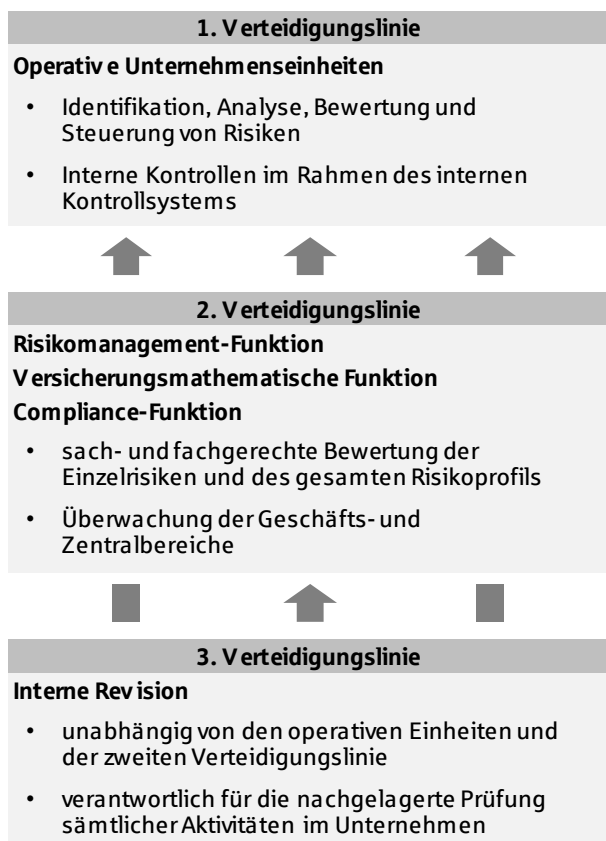 1. Verteidigungslinie
Operative Unternehmenseinheiten
• Identifikation, Analyse, Bewertung und
Steuerung von Risiken
• Interne Kontrollen im Rahmen des internen
Kontrollsystems
2. Verteidigungslinie
Risikomanagement-Funktion
Versicherungsmathematische Funktion
Compliance-Funktion
• sach- und fachgerechte Bewertung der
Einzelrisiken und des gesamten Risikoprofils
• Überwachung der Geschäfts- und
Zentralbereiche
3. Verteidigungslinie
Interne Revision
• unabhängig von den operativen Einheiten und
der zweiten Verteidigungslinie
• verantwortlich für die nachgelagerte Prüfung
sämtlicher Aktivitäten im Unternehmen